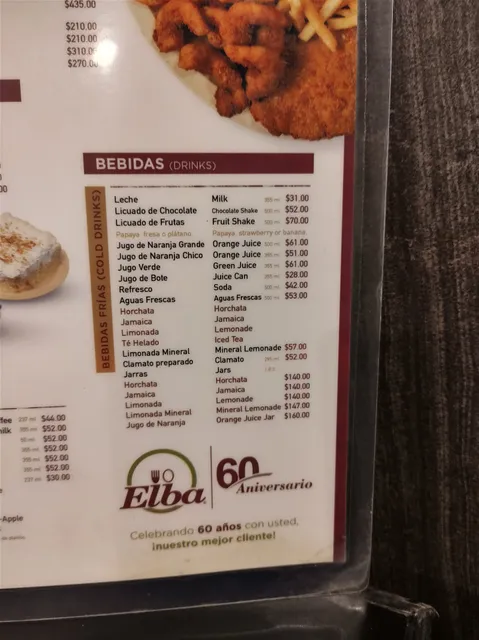 $435.00
$210.00
$210.00
$310.00
$270.00
BEBIDAS (DRINKS)
BEBIDAS FRÍAS (COLD DRINKS)
Leche Milk $31.00
Licuado de Chocolate Chocolate Shake $52.00
Licuado de Frutas Fruit Shake $70.00
Papaya fresa o plátano Papaya strawberry or banana
Jugo de Naranja Grande Orange Juice $61.00
Jugo de Naranja Chico Orange Juice $51.00
Jugo Verde Green Juice $61.00
Jugo de Bote Juice Can $28.00
Refresco Soda $42.00
Aguas Frescas Aguas Frescas $53.00
Horchata Horchata
Jamaica Jamaica
Limonada Lemonade
Té Helado Iced Tea
Limonada Mineral Mineral Lemonade $57.00
Clamato preparado Clamato $52.00
Jarras Jars
Horchata Horchata $140.00
Jamaica Jamaica $140.00
Limonada Lemonade $140.00
Limonada Mineral Mineral Lemonade $147.00
Jugo de Naranja Orange Juice Jar $160.00
ffee $44.00
milk $52.00
$52.00
$52.00
$52.00
$52.00
$30.00
-Apple
Elba
60 Aniversario
Celebrando 60 años con usted,
¡nuestro mejor cliente!